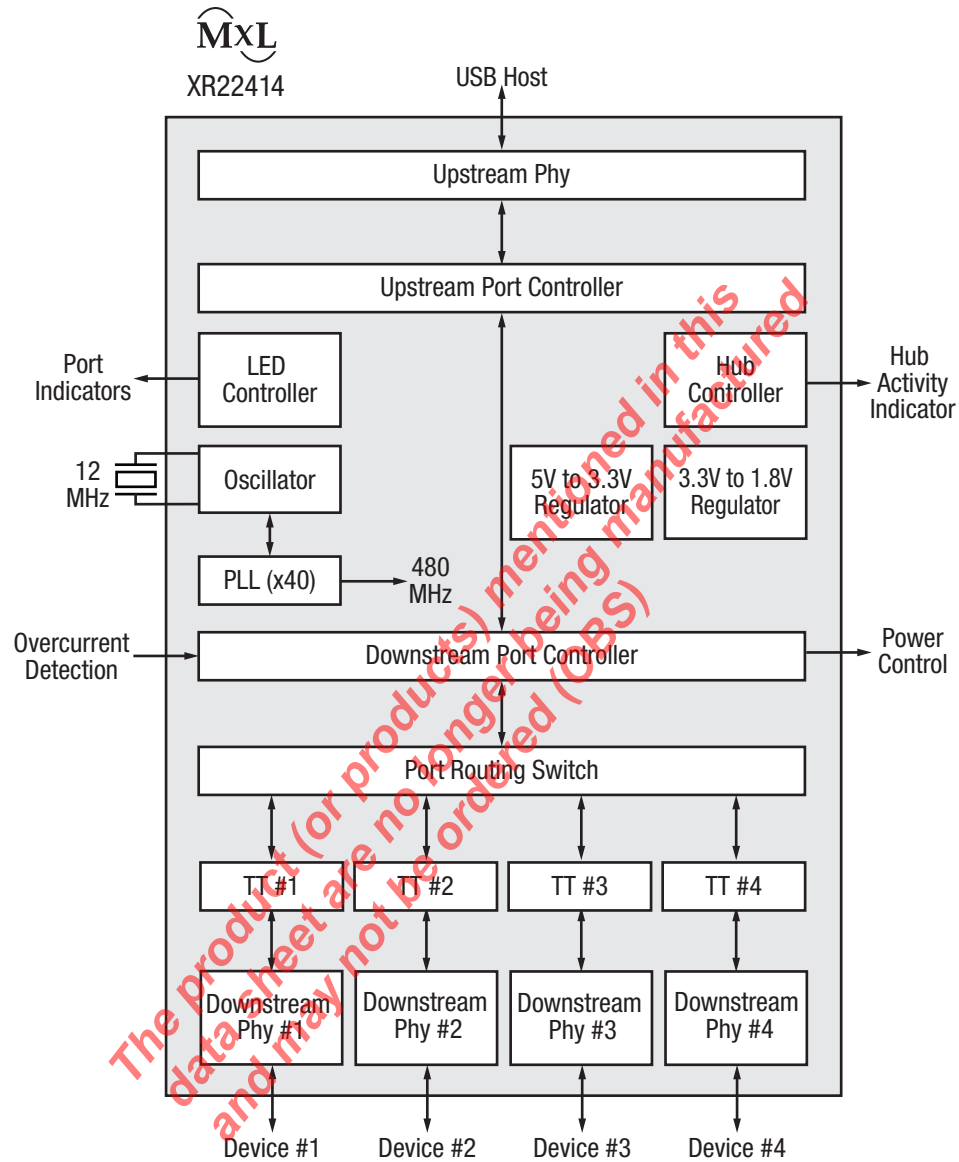 MxL
XR22414
USB Host
Upstream Phy
Upstream Port Controller
Port
Indicators
LED
Controller
Hub
Controller
Hub
Activity
Indicator
12
MHz
Oscillator
5V to 3.3V
Regulator
3.3V to 1.8V
Regulator
PLL (x40)
480
MHz
Overcurrent
Detection
Downstream Port Controller
Power
Control
Port Routing Switch
TT #1
TT #2
TT #3
TT #4
Downstream
Phy #1
Downstream
Phy #2
Downstream
Phy #3
Downstream
Phy #4
Device #1
Device #2
Device #3
Device #4
The product (or products) mentioned in this
data sheet are no longer being manufactured
and may not be ordered (OBS)